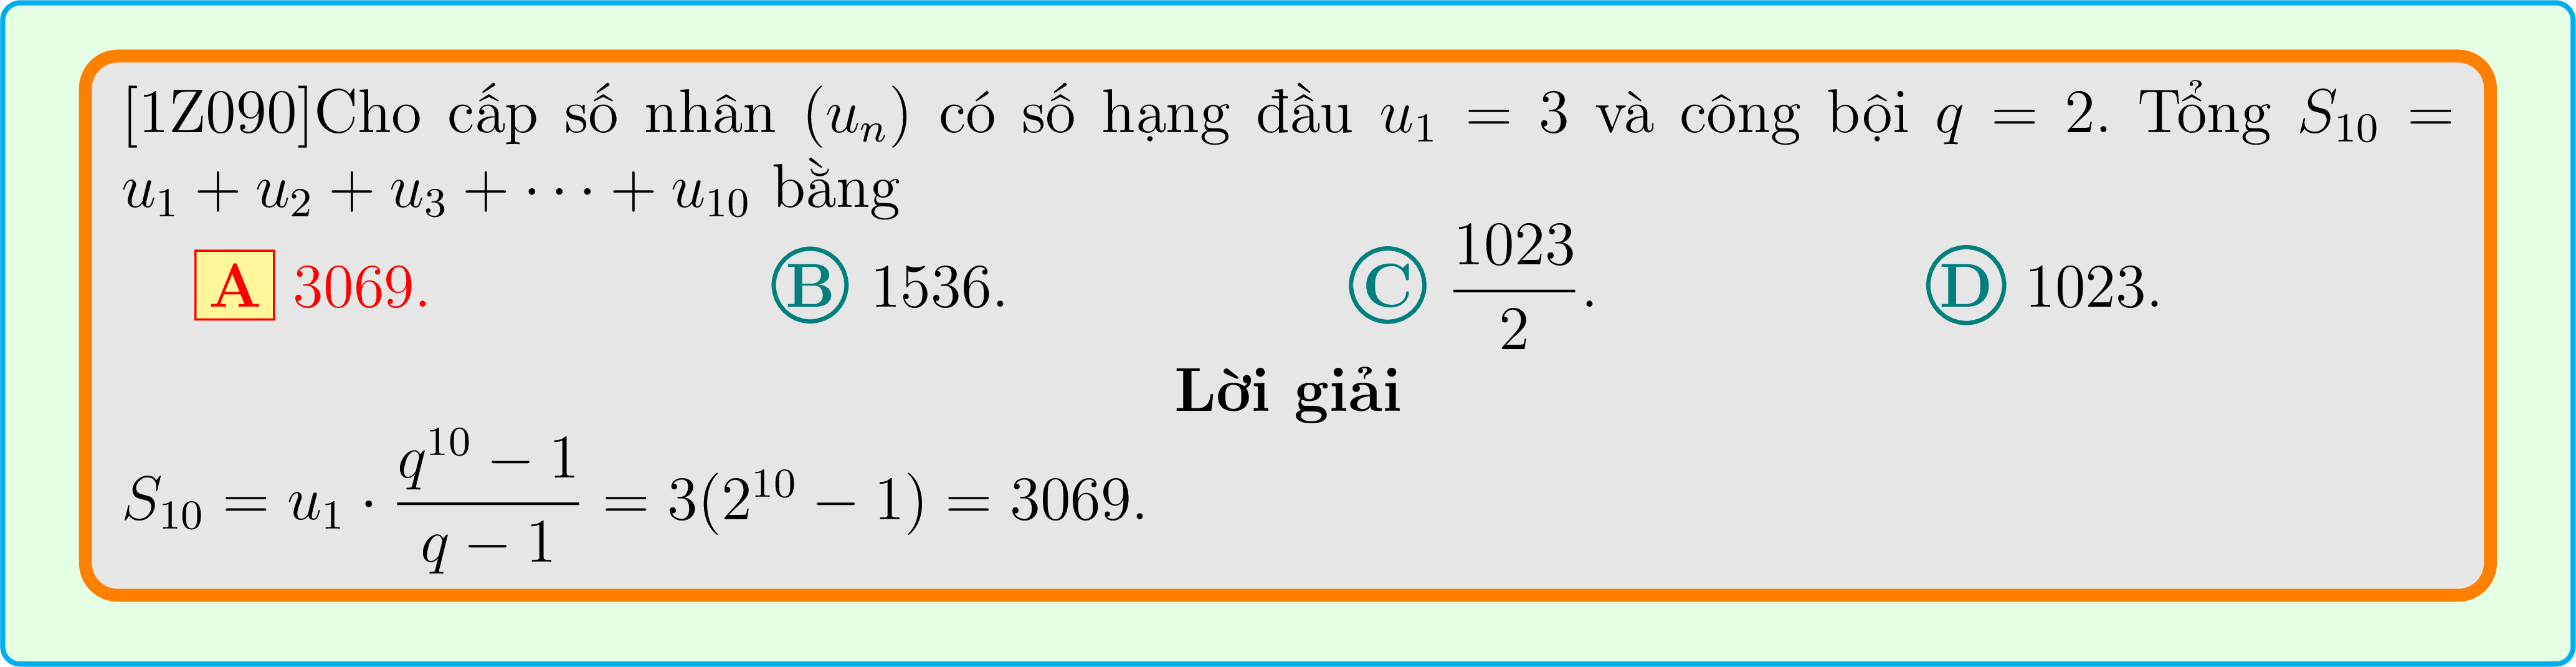 [1Z090]Cho cấp số nhân $(u_n)$ có số hạng đầu $u_1 = 3$ và công bội $q = 2$. Tổng $S_{10} =$
$u_1 + u_2 + u_3 + \cdots + u_{10}$ bằng
A 3069. B 1536. C $\dfrac{1023}{2}$. D 1023.
Lời giải
$S_{10} = u_1 \cdot \dfrac{q^{10} - 1}{q - 1} = 3(2^{10} - 1) = 3069.$